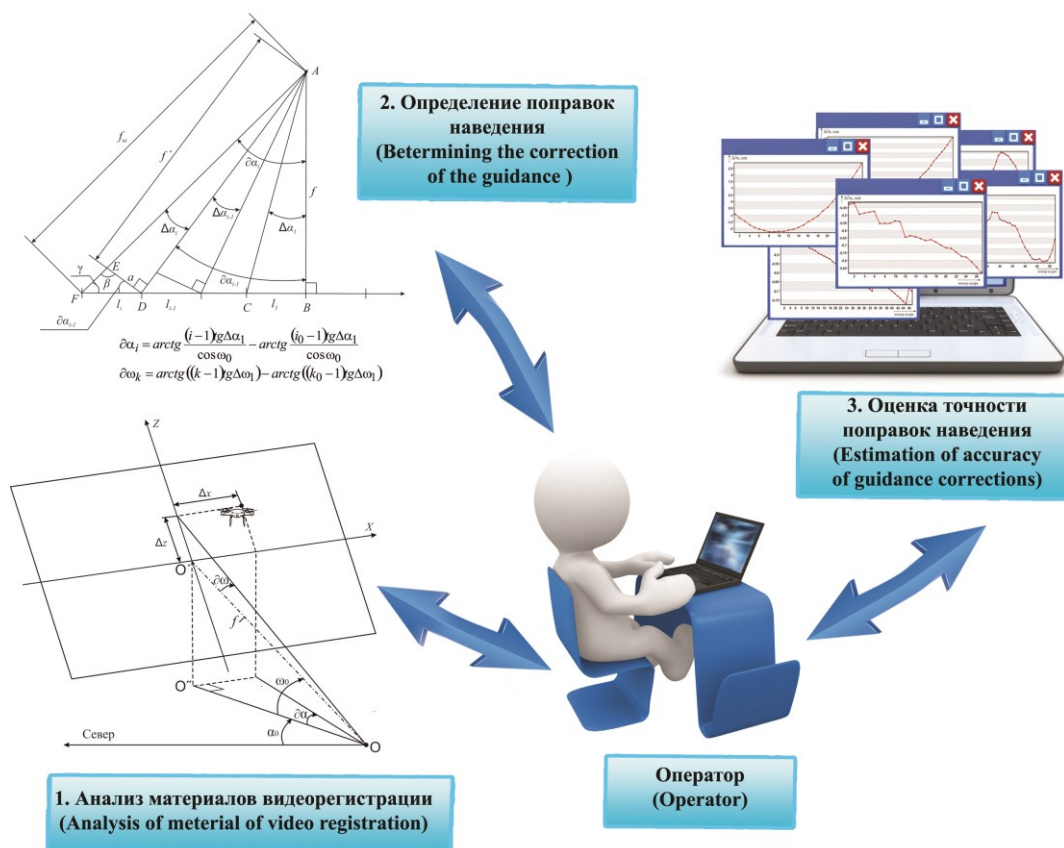 2. Определение поправок
наведения
(Betermining the correction
of the guidance )
A
f
∂α
Δα
F
γ
E
β
a
D
C
B
∂αᵢ = arctg (i−1)tgΔα₁/cosω₀ − arctg (i₀−1)tgΔα₁/cosω₀
∂ωₖ = arctg((k−1)tgΔω₁) − arctg((k₀−1)tgΔω₁)
3. Оценка точности
поправок наведения
(Estimation of accuracy
of guidance corrections)
Z
Δx
X
Δz
O'
∂ω
f'
O''
ω₀
∂α
α₀
Север
O
1. Анализ материалов видеорегистрации
(Analysis of meterial of video registration)
Оператор
(Operator)